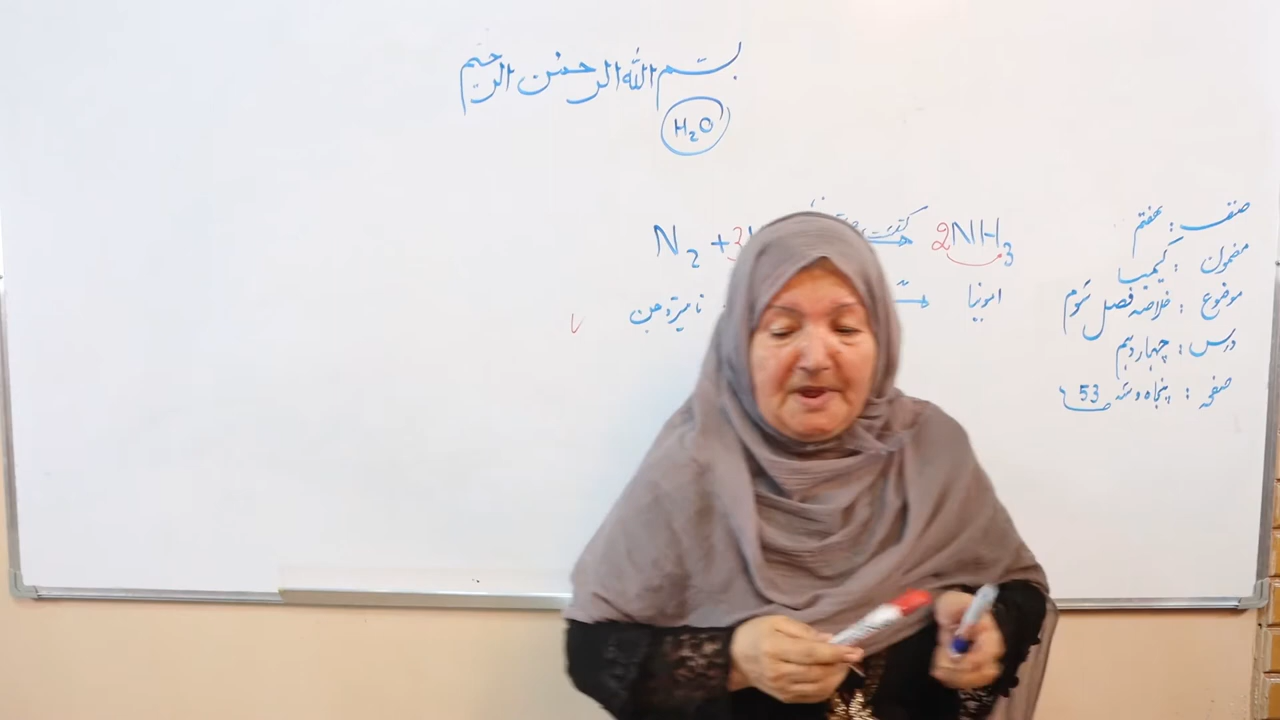 بسم الله الرحمن الرحیم
H₂O
صنف : هفتم
مضمون : کیمیا
موضوع : خلاصه فصل سوم
درس : چهاردهم
صفحه : پنجاه و سه 53
N₂ + 3 → 2NH₃
نایتروجن → امونیا